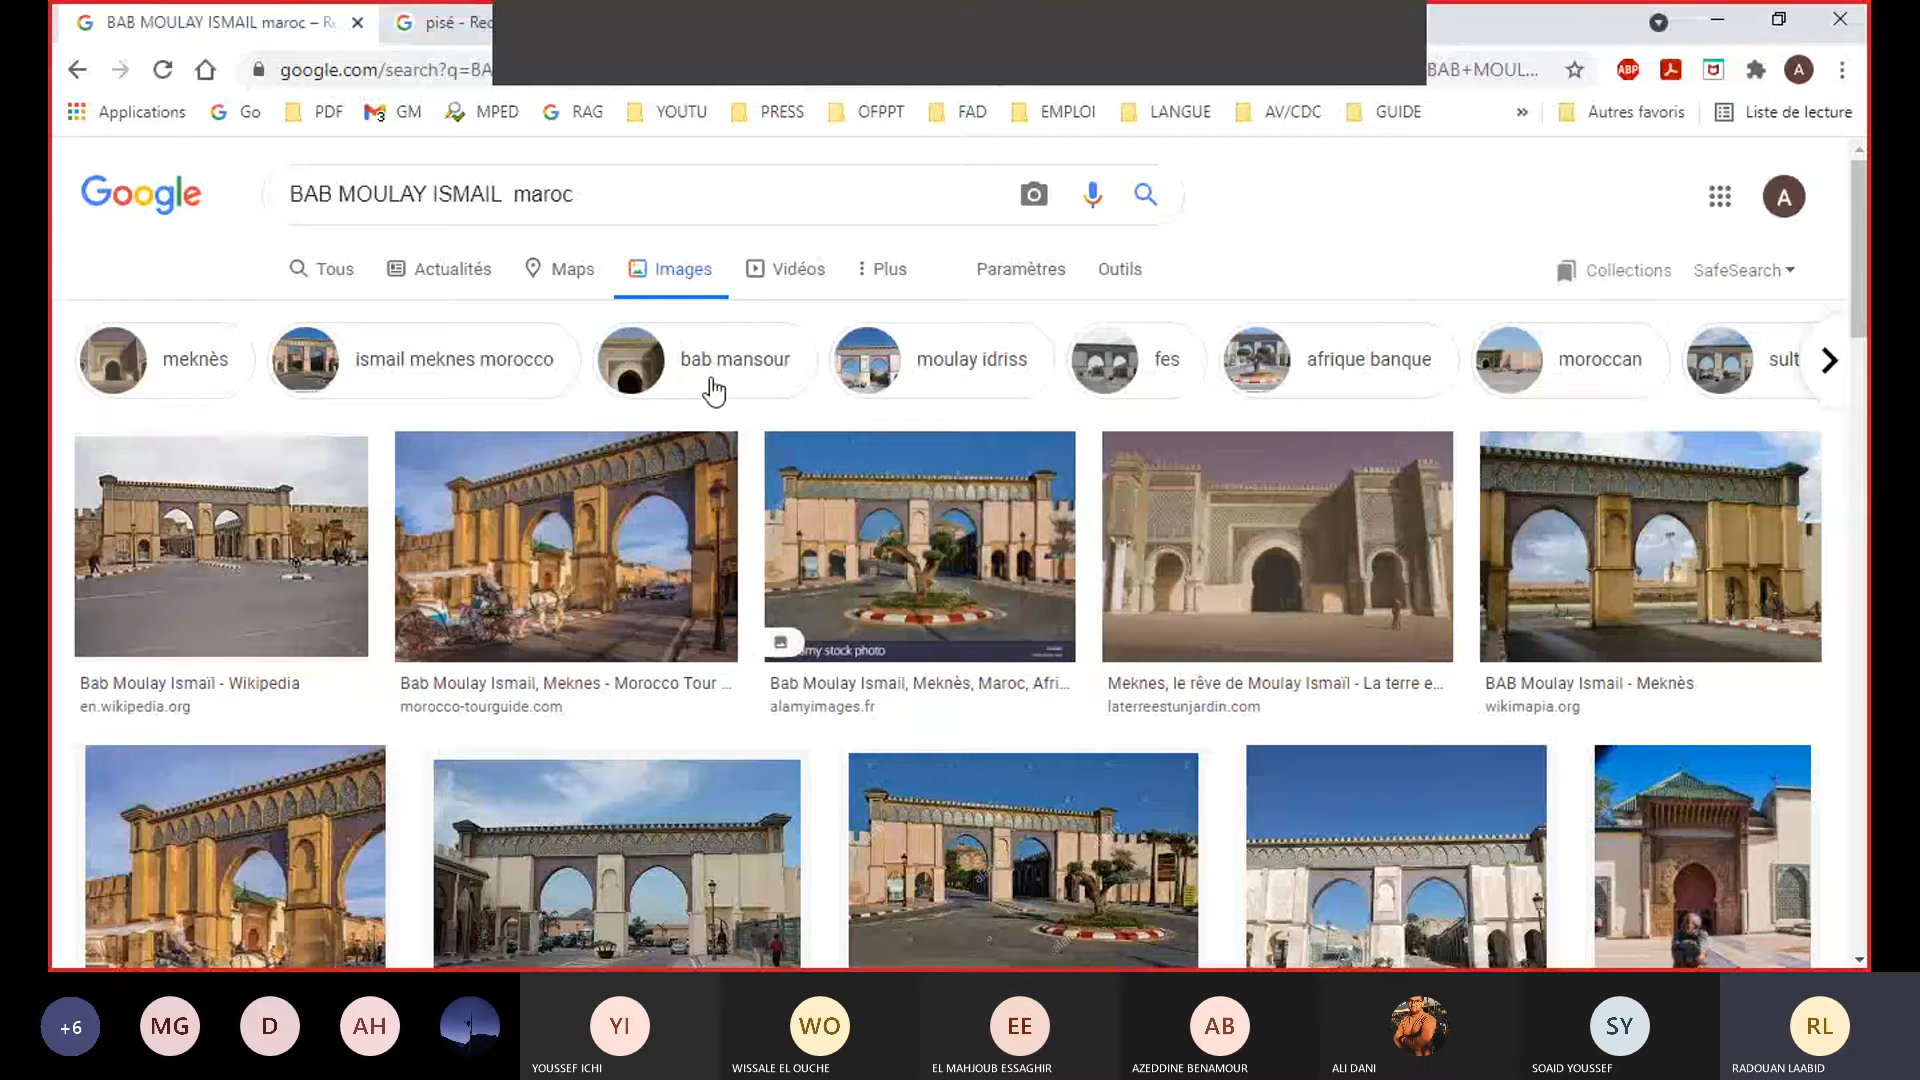 BAB MOULAY ISMAIL maroc – Re
pisé - Rec
google.com/search?q=BA
BAB+MOUL...
ABP
A
Applications
Go
PDF
GM
MPED
RAG
YOUTU
PRESS
OFPPT
FAD
EMPLOI
LANGUE
AV/CDC
GUIDE
»
Autres favoris
Liste de lecture
Google
BAB MOULAY ISMAIL maroc
A
Tous
Actualités
Maps
Images
Vidéos
Plus
Paramètres
Outils
Collections
SafeSearch
meknès
ismail meknes morocco
bab mansour
moulay idriss
fes
afrique banque
moroccan
sult
my stock photo
Bab Moulay Ismaïl - Wikipedia
en.wikipedia.org
Bab Moulay Ismail, Meknes - Morocco Tour ...
morocco-tourguide.com
Bab Moulay Ismail, Meknès, Maroc, Afri...
alamyimages.fr
Meknes, le rêve de Moulay Ismaïl - La terre e...
laterreestunjardin.com
BAB Moulay Ismail - Meknès
wikimapia.org
+6
MG
D
AH
YI
YOUSSEF ICHI
WO
WISSALE EL OUCHE
EE
EL MAHJOUB ESSAGHIR
AB
AZEDDINE BENAMOUR
ALI DANI
SY
SOAID YOUSSEF
RL
RADOUAN LAABID